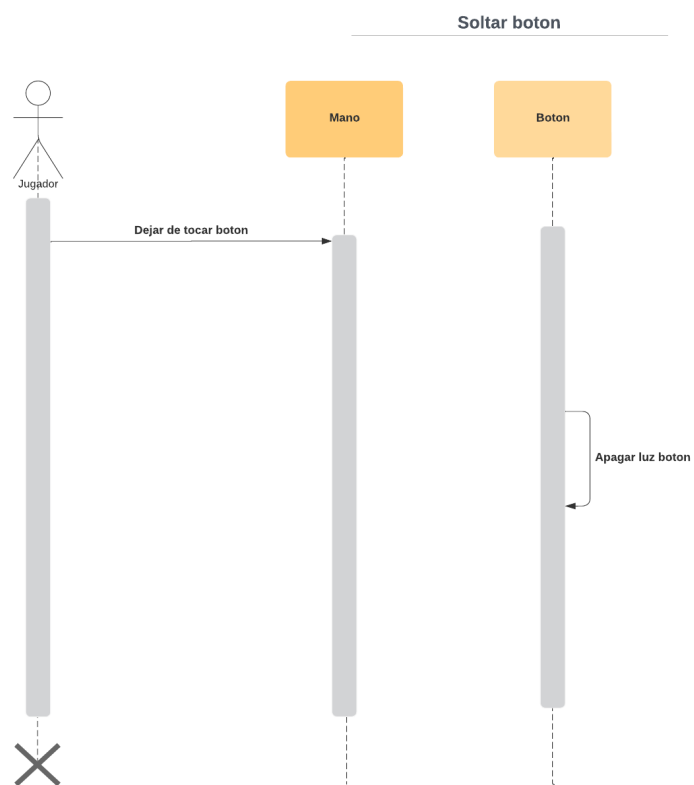 Soltar boton
Mano
Boton
Jugador
Dejar de tocar boton
Apagar luz boton